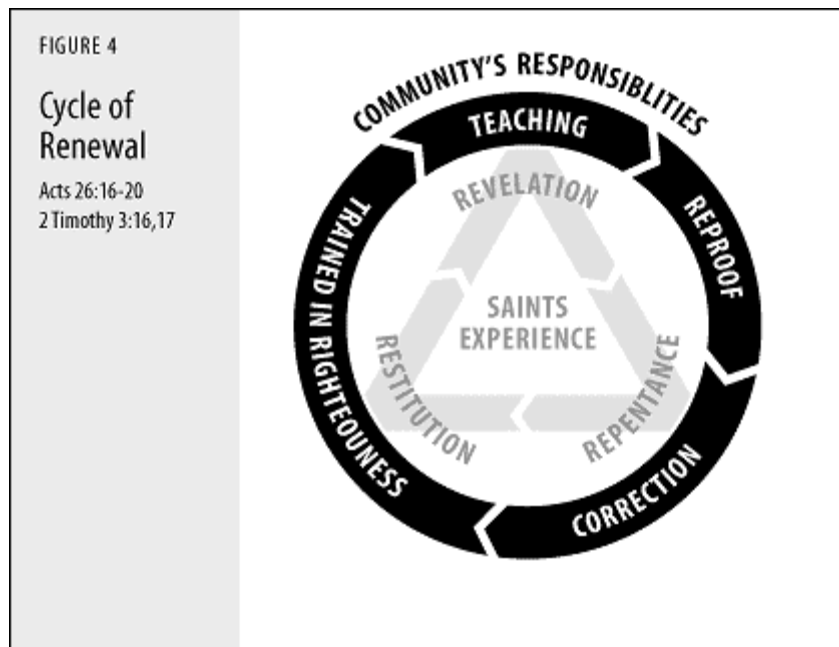 FIGURE 4
Cycle of
Renewal
Acts 26:16-20
2 Timothy 3:16,17
COMMUNITY'S RESPONSIBLITIES
TEACHING
REPROOF
CORRECTION
TRAINED IN RIGHTEOUNESS
REVELATION
REPENTANCE
RESTITUTION
SAINTS
EXPERIENCE